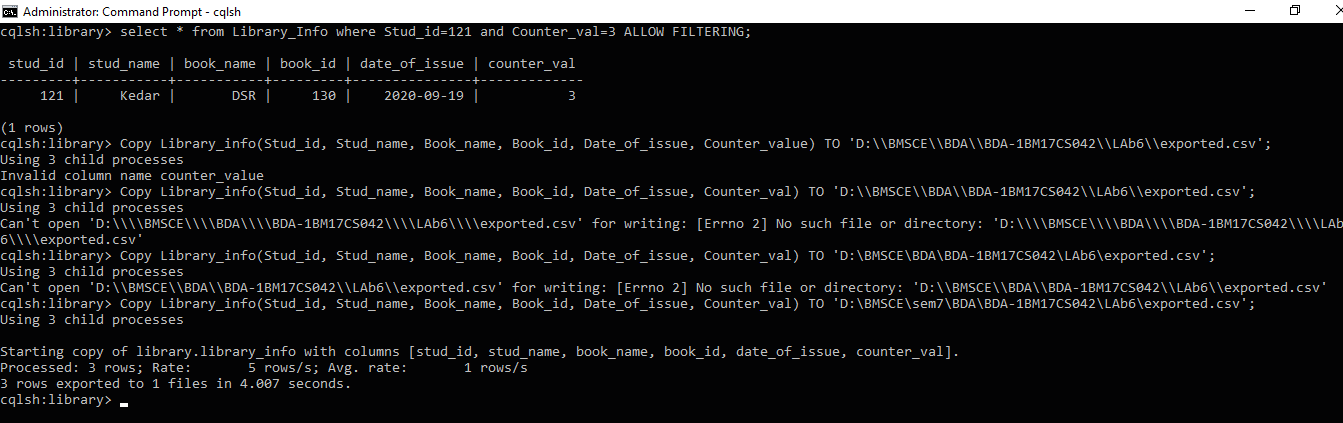 Administrator: Command Prompt - cqlsh
cqlsh:library> select * from Library_Info where Stud_id=121 and Counter_val=3 ALLOW FILTERING;
 stud_id | stud_name | book_name | book_id | date_of_issue | counter_val
---------+-----------+-----------+---------+---------------+-------------
     121 |     Kedar |       DSR |     130 |    2020-09-19 |           3
(1 rows)
cqlsh:library> Copy Library_info(Stud_id, Stud_name, Book_name, Book_id, Date_of_issue, Counter_value) TO 'D:\\BMSCE\\BDA\\BDA-1BM17CS042\\LAb6\\exported.csv';
Using 3 child processes
Invalid column name counter_value
cqlsh:library> Copy Library_info(Stud_id, Stud_name, Book_name, Book_id, Date_of_issue, Counter_val) TO 'D:\\BMSCE\\BDA\\BDA-1BM17CS042\\LAb6\\exported.csv';
Using 3 child processes
Can't open 'D:\\\\BMSCE\\\\BDA\\\\BDA-1BM17CS042\\\\LAb6\\\\exported.csv' for writing: [Errno 2] No such file or directory: 'D:\\\\BMSCE\\\\BDA\\\\BDA-1BM17CS042\\\\LAb
6\\\\exported.csv'
cqlsh:library> Copy Library_info(Stud_id, Stud_name, Book_name, Book_id, Date_of_issue, Counter_val) TO 'D:\BMSCE\BDA\BDA-1BM17CS042\LAb6\exported.csv';
Using 3 child processes
Can't open 'D:\\BMSCE\\BDA\\BDA-1BM17CS042\\LAb6\\exported.csv' for writing: [Errno 2] No such file or directory: 'D:\\BMSCE\\BDA\\BDA-1BM17CS042\\LAb6\\exported.csv'
cqlsh:library> Copy Library_info(Stud_id, Stud_name, Book_name, Book_id, Date_of_issue, Counter_val) TO 'D:\BMSCE\sem7\BDA\BDA-1BM17CS042\LAb6\exported.csv';
Using 3 child processes
Starting copy of library.library_info with columns [stud_id, stud_name, book_name, book_id, date_of_issue, counter_val].
Processed: 3 rows; Rate:       5 rows/s; Avg. rate:       1 rows/s
3 rows exported to 1 files in 4.007 seconds.
cqlsh:library>